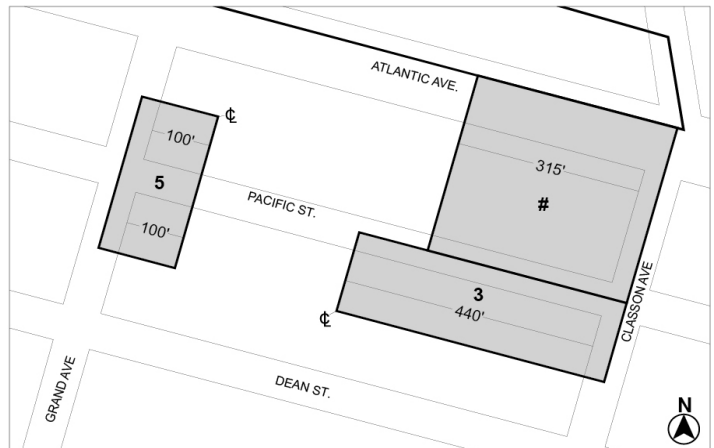 ATLANTIC AVE.
℄
100'
315'
5
#
PACIFIC ST.
100'
3
440'
℄
CLASSON AVE
DEAN ST.
GRAND AVE
N